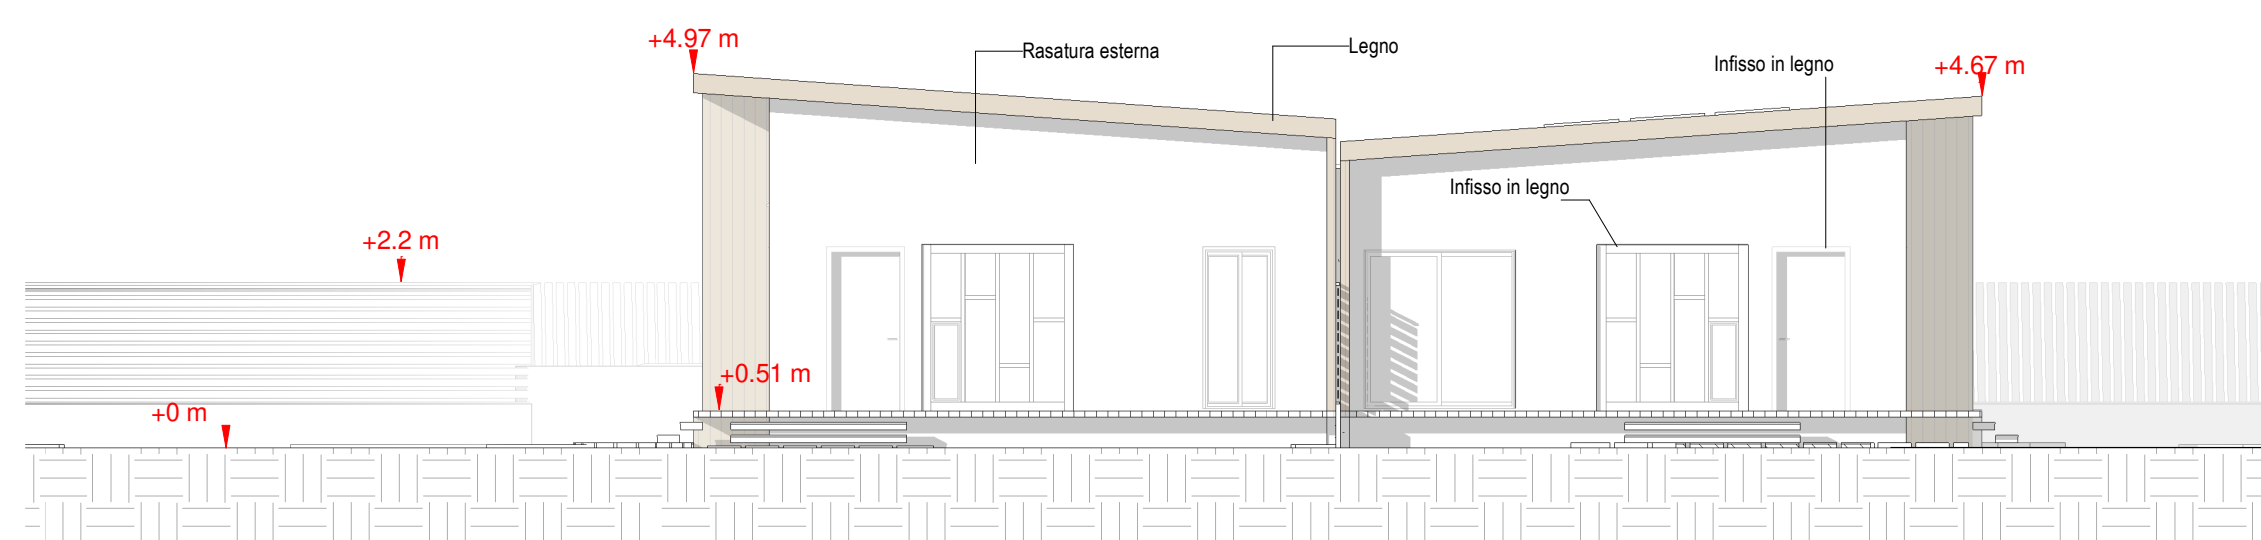 +4.97 m
Rasatura esterna
Legno
Infisso in legno
+4.67 m
Infisso in legno
+2.2 m
+0.51 m
+0 m